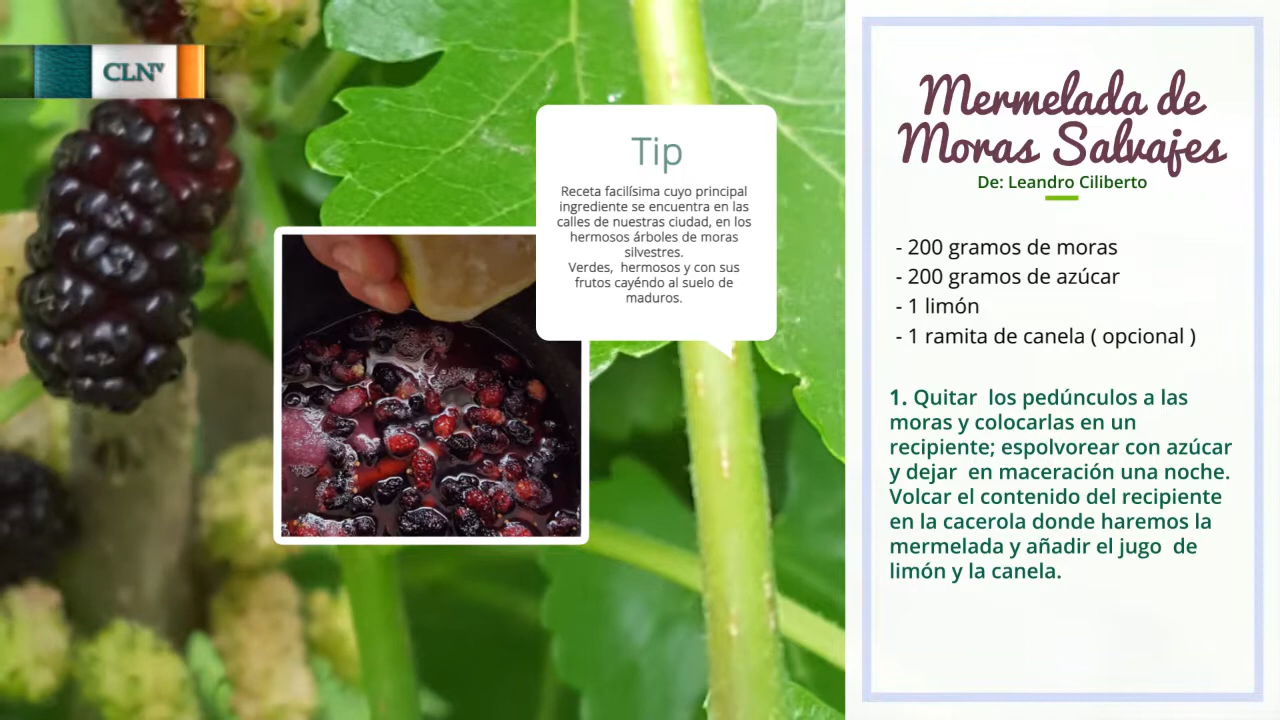 CLNTV
Tip
Receta facilísima cuyo principal
ingrediente se encuentra en las
calles de nuestras ciudad, en los
hermosos árboles de moras
silvestres.
Verdes, hermosos y con sus
frutos cayéndo al suelo de
maduros.
Mermelada de
Moras Salvajes
De: Leandro Ciliberto
- 200 gramos de moras
- 200 gramos de azúcar
- 1 limón
- 1 ramita de canela ( opcional )
1. Quitar los pedúnculos a las
moras y colocarlas en un
recipiente; espolvorear con azúcar
y dejar en maceración una noche.
Volcar el contenido del recipiente
en la cacerola donde haremos la
mermelada y añadir el jugo de
limón y la canela.